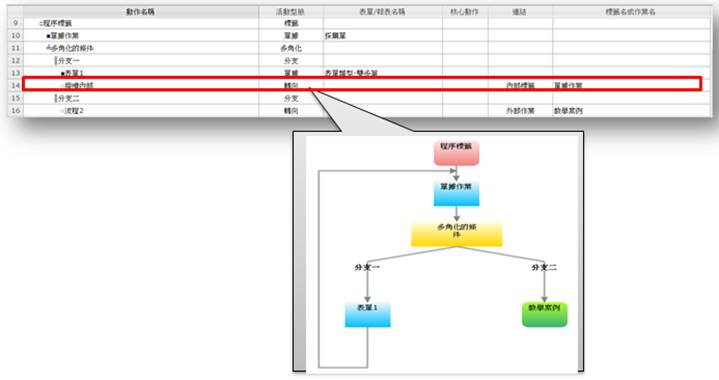 動作名稱 活動型態 表單/報表名稱 核心動作 連結 標籤名或作業名
9 程序標籤 標籤
10 單據作業 單據 採購單
11 多角化的條件 多角化
12 分支一 分支
13 表單1 單據 表單類型-雙多單
14 內部 轉向 內部標籤 單據作業
15 分支二 分支
16 流程2 轉向 外部作業 教學案例
程序標籤
單據作業
多角化的條
件
分支一 分支二
表單1 教學案例